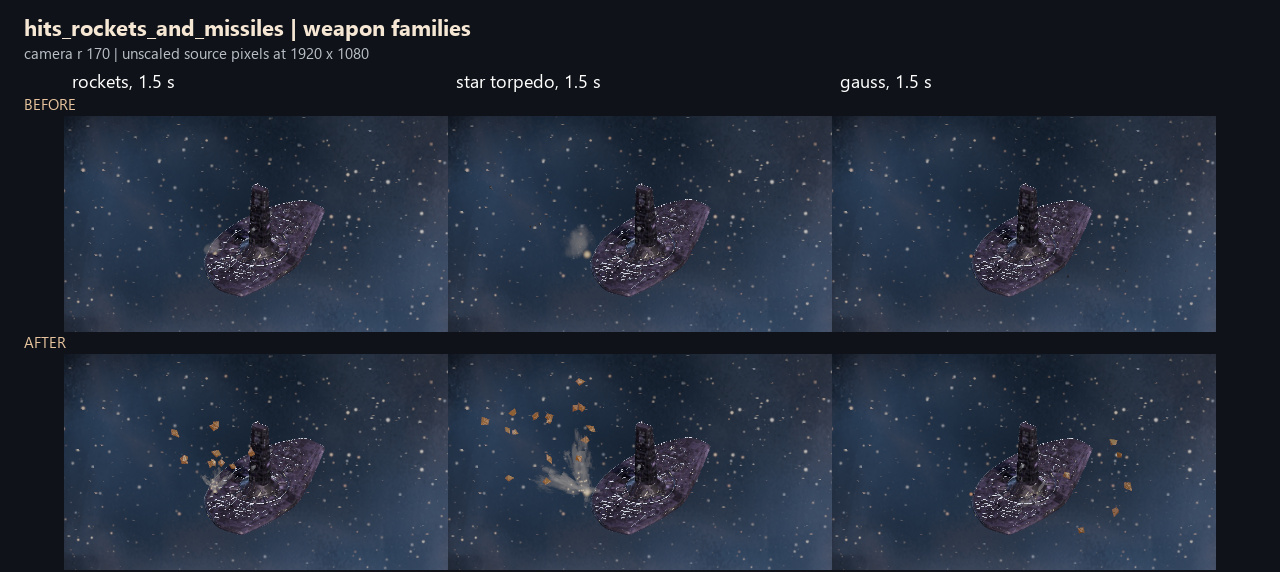 hits_rockets_and_missiles | weapon families
camera r 170 | unscaled source pixels at 1920 x 1080
rockets, 1.5 s
star torpedo, 1.5 s
gauss, 1.5 s
BEFORE
AFTER